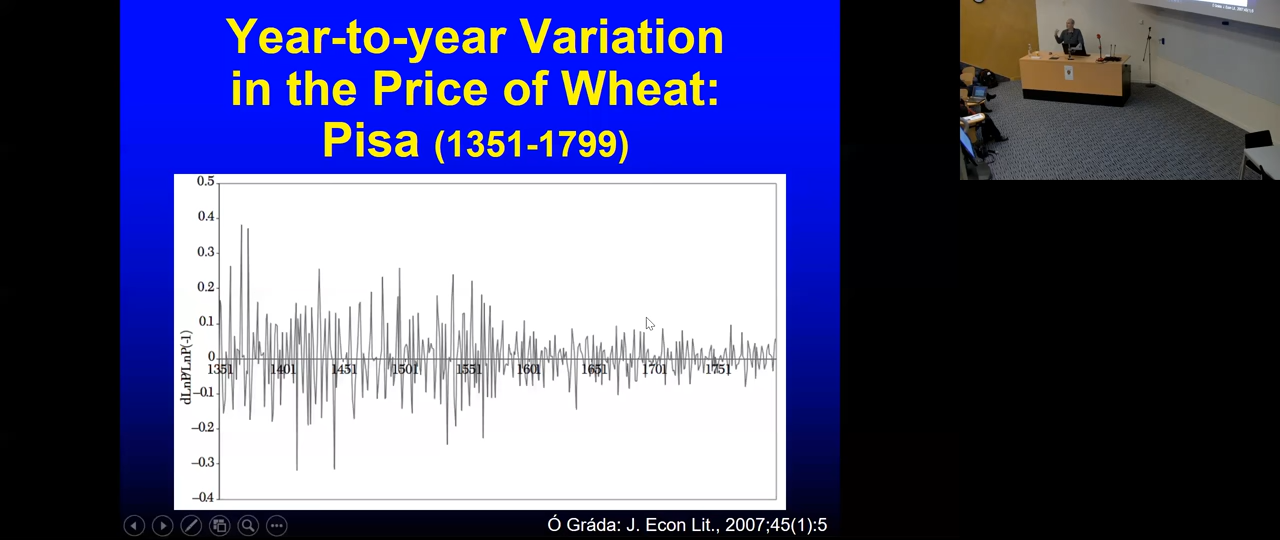 Year-to-year Variation
in the Price of Wheat:
Pisa (1351-1799)
0.5
0.4
0.3
0.2
0.1
0
−0.1
−0.2
−0.3
−0.4
dLnP/LnP(-1)
1351 1401 1451 1501 1551 1601 1651 1701 1751
Ó Gráda: J. Econ Lit., 2007;45(1):5